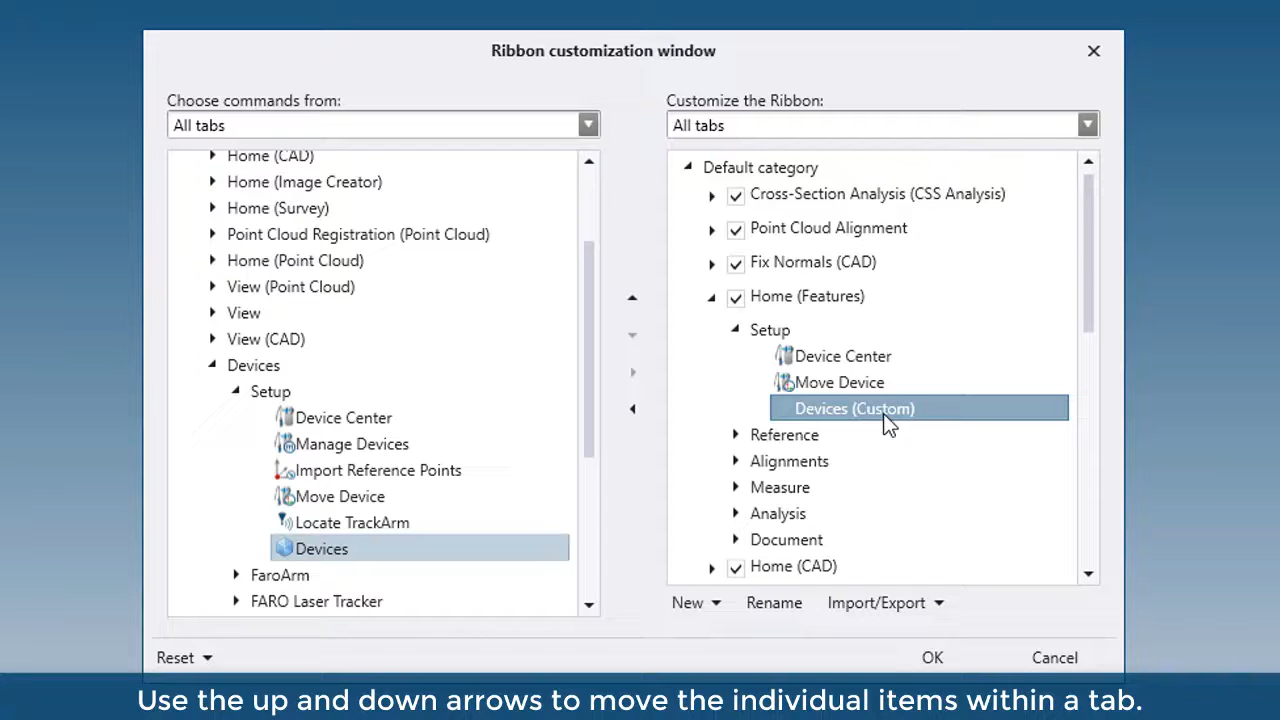 Ribbon customization window
Choose commands from:
All tabs
Home (CAD)
Home (Image Creator)
Home (Survey)
Point Cloud Registration (Point Cloud)
Home (Point Cloud)
View (Point Cloud)
View
View (CAD)
Devices
Setup
Device Center
Manage Devices
Import Reference Points
Move Device
Locate TrackArm
Devices
FaroArm
FARO Laser Tracker
Customize the Ribbon:
All tabs
Default category
Cross-Section Analysis (CSS Analysis)
Point Cloud Alignment
Fix Normals (CAD)
Home (Features)
Setup
Device Center
Move Device
Devices (Custom)
Reference
Alignments
Measure
Analysis
Document
Home (CAD)
New Rename Import/Export
Reset OK Cancel
Use the up and down arrows to move the individual items within a tab.